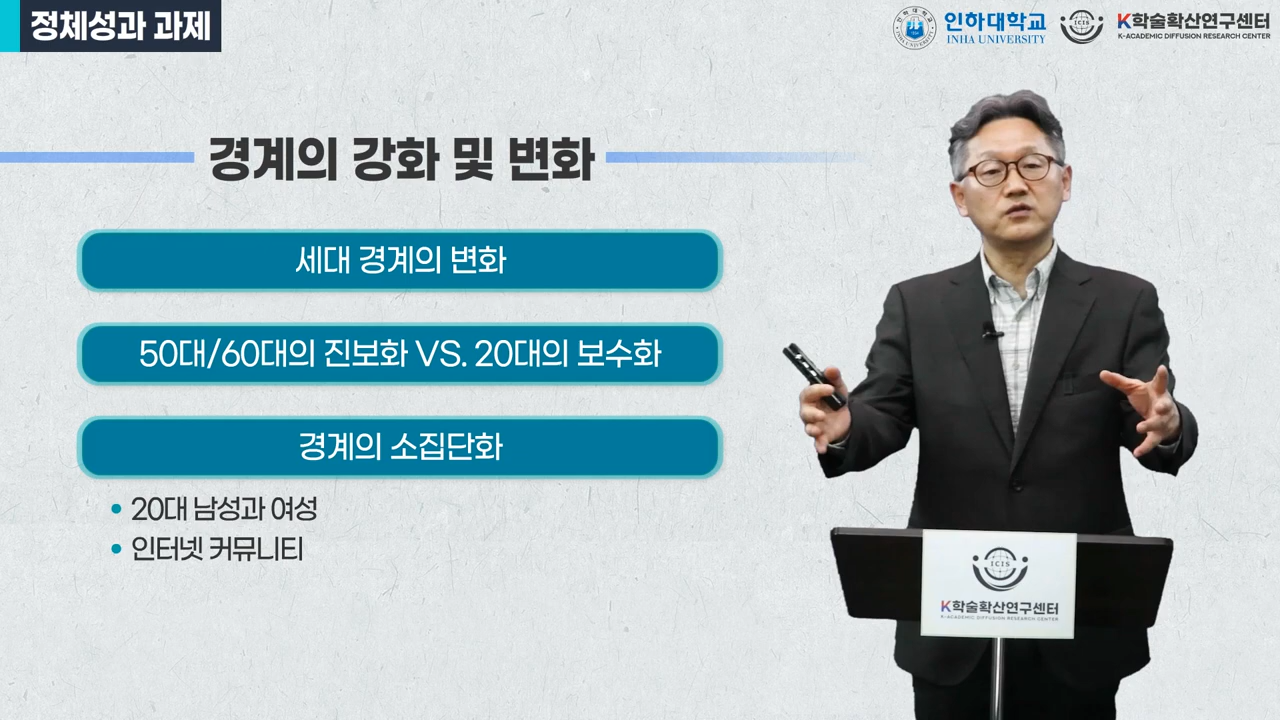 정체성과 과제
인하대학교
INHA UNIVERSITY
ICIS
K학술확산연구센터
K-ACADEMIC DIFFUSION RESEARCH CENTER
경계의 강화 및 변화
세대 경계의 변화
50대/60대의 진보화 VS. 20대의 보수화
경계의 소집단화
• 20대 남성과 여성
• 인터넷 커뮤니티
ICIS
K학술확산연구센터
K-ACADEMIC DIFFUSION RESEARCH CENTER